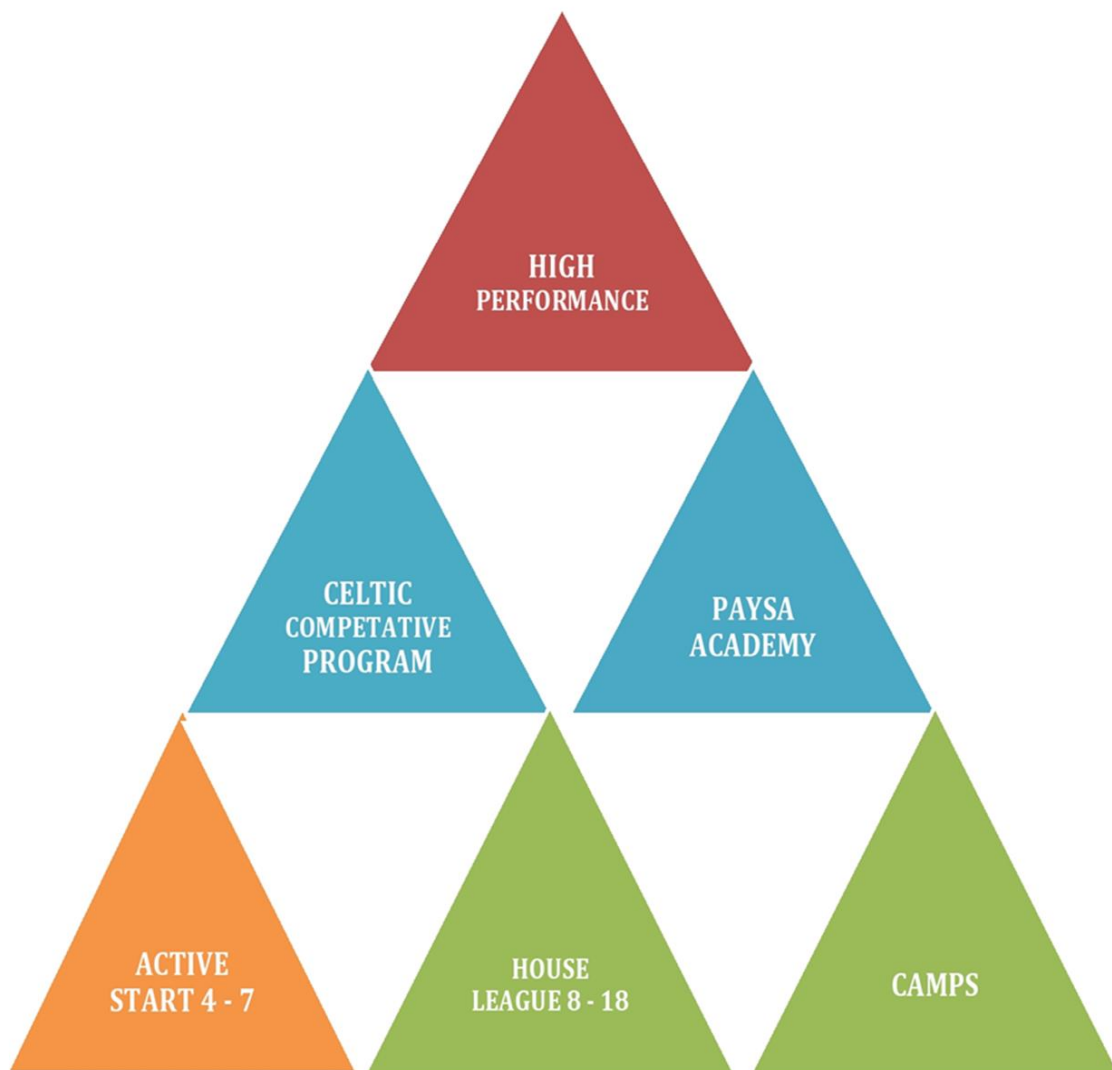 HIGH
PERFORMANCE
CELTIC
COMPETATIVE
PROGRAM
PAYSA
ACADEMY
ACTIVE
START 4 - 7
HOUSE
LEAGUE 8 - 18
CAMPS